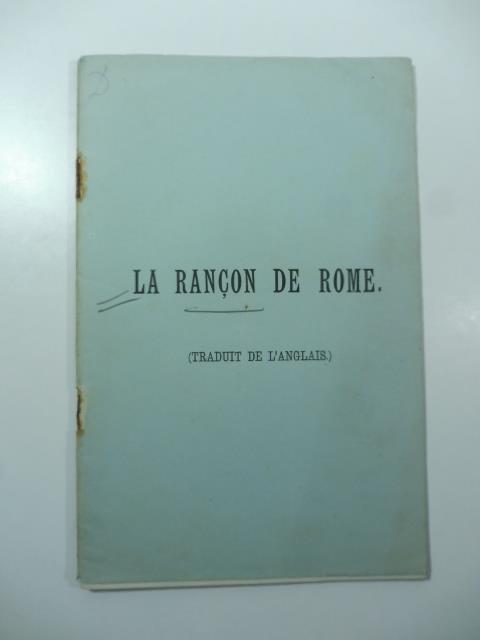 D
LA RANÇON DE ROME.
(TRADUIT DE L'ANGLAIS.)